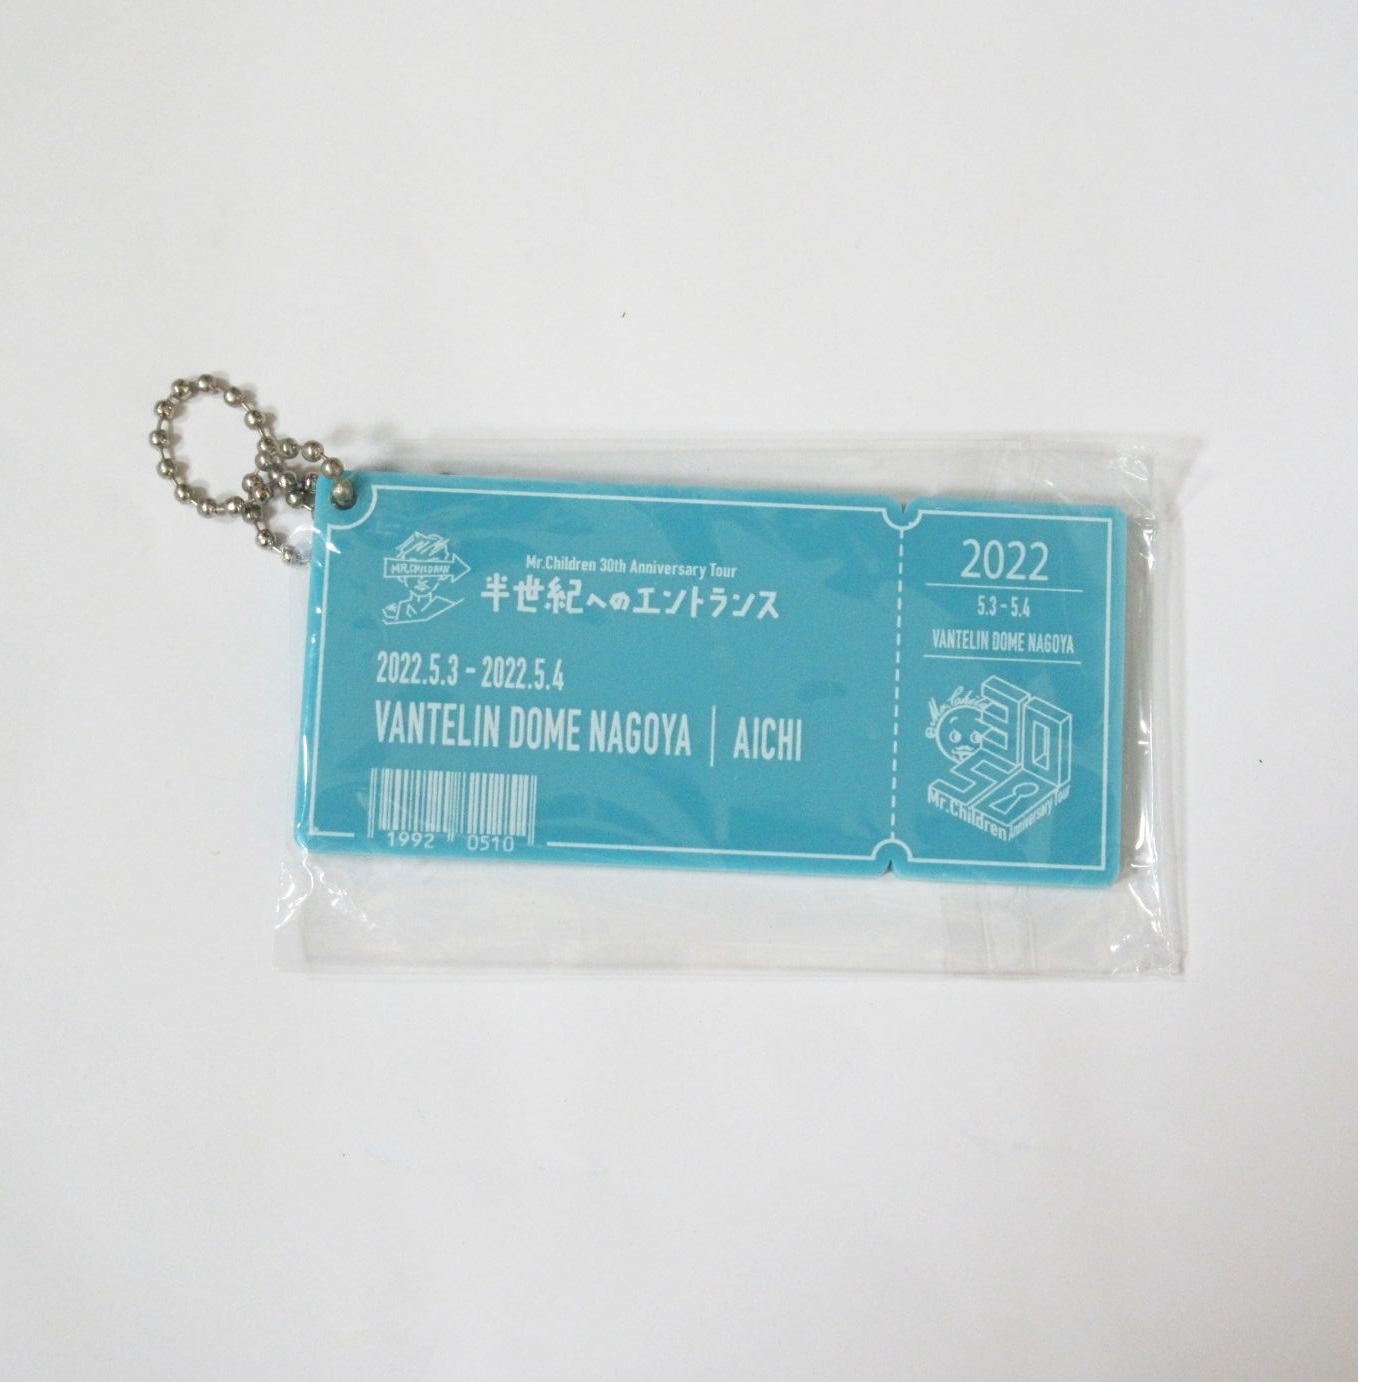 MR.CHILDREN
Mr.Children 30th Anniversary Tour
半世紀へのエントランス
2022.5.3 - 2022.5.4
VANTELIN DOME NAGOYA | AICHI
1992 0510
2022
5.3 - 5.4
VANTELIN DOME NAGOYA
30
50
Mr.Children Anniversary Tour